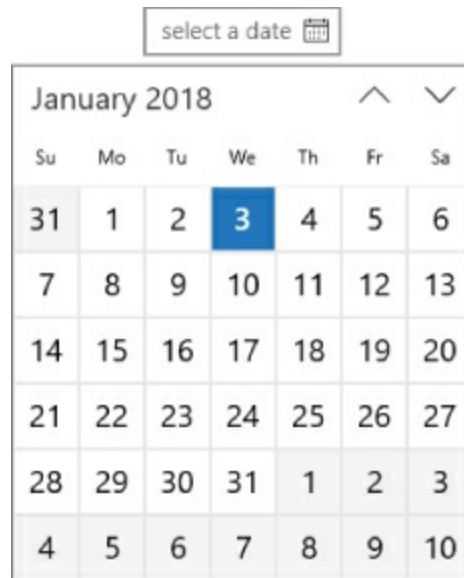 select a date
January 2018
Su Mo Tu We Th Fr Sa
31 1 2 3 4 5 6
7 8 9 10 11 12 13
14 15 16 17 18 19 20
21 22 23 24 25 26 27
28 29 30 31 1 2 3
4 5 6 7 8 9 10